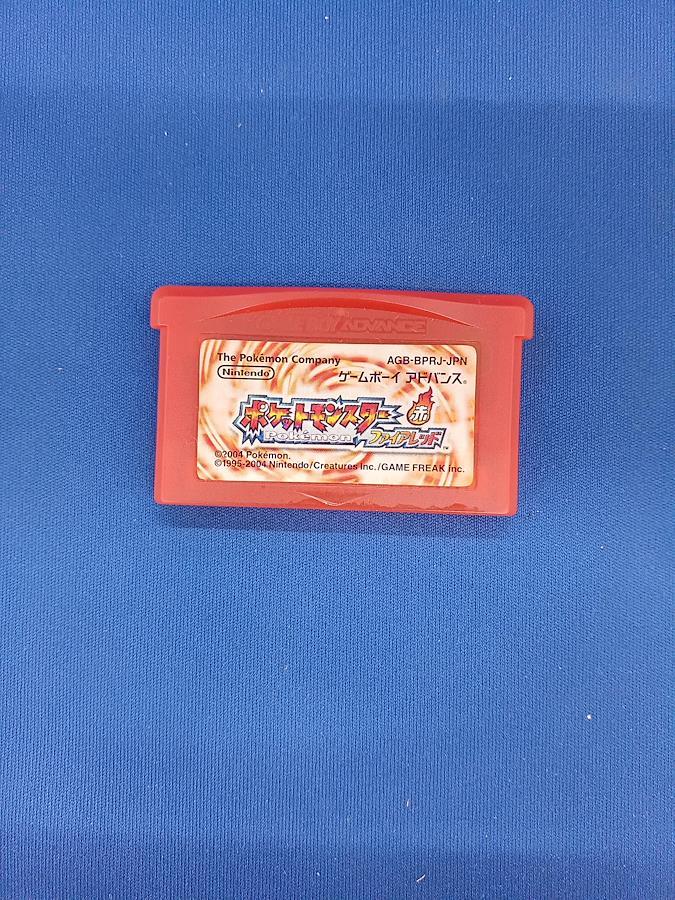 GAME BOY ADVANCE
The Pokémon Company AGB-BPRJ-JPN
Nintendo® ゲームボーイ アドバンス®
ポケットモンスター 赤
Pokémon ファイアレッド™
©2004 Pokémon.
©1995-2004 Nintendo/Creatures Inc./GAME FREAK inc.